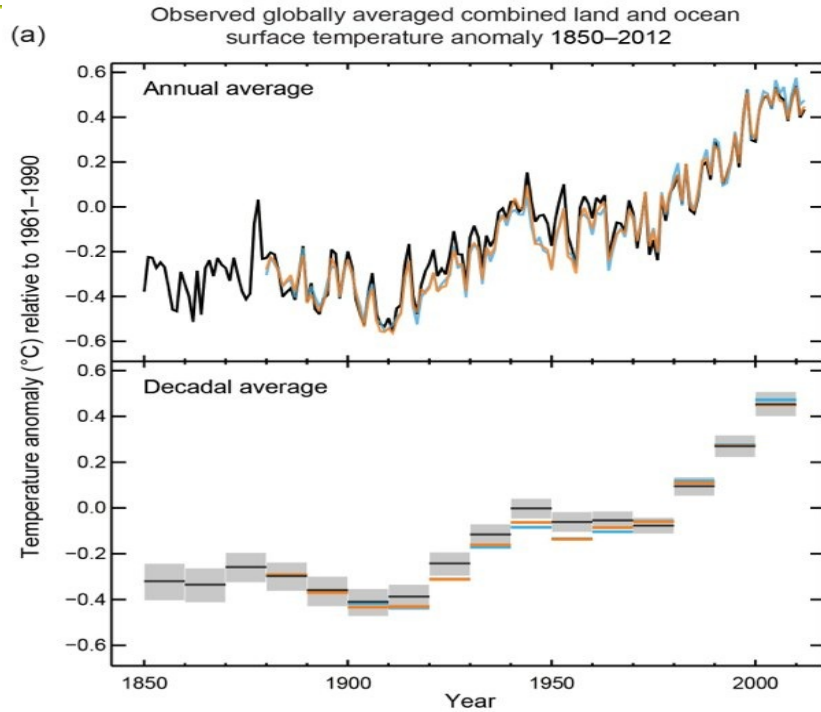 Observed globally averaged combined land and ocean
surface temperature anomaly 1850–2012
(a)
Temperature anomaly (°C) relative to 1961–1990
Annual average
0.6
0.4
0.2
0.0
−0.2
−0.4
−0.6
Decadal average
0.4
0.2
0.0
−0.2
−0.4
−0.6
1850 1900 1950 2000
Year